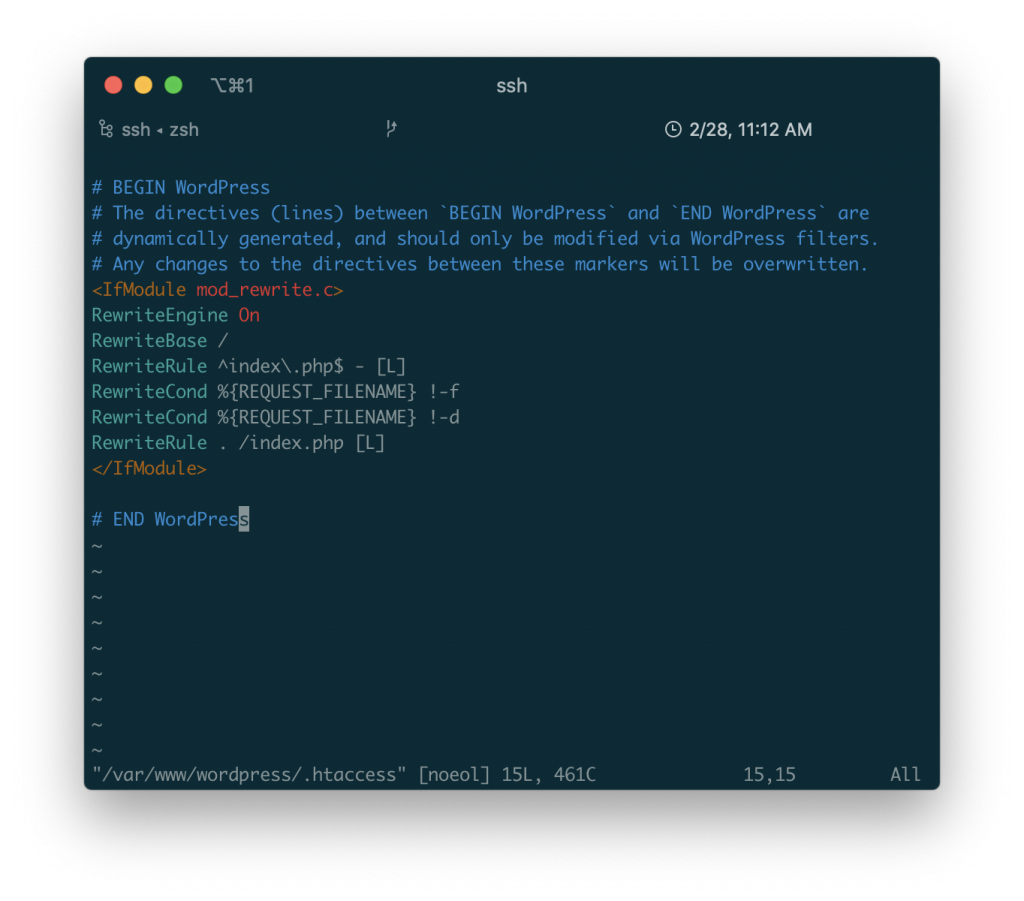 ⌥⌘1 ssh
ssh ◂ zsh 2/28, 11:12 AM
# BEGIN WordPress
# The directives (lines) between `BEGIN WordPress` and `END WordPress` are
# dynamically generated, and should only be modified via WordPress filters.
# Any changes to the directives between these markers will be overwritten.
<IfModule mod_rewrite.c>
RewriteEngine On
RewriteBase /
RewriteRule ^index\.php$ - [L]
RewriteCond %{REQUEST_FILENAME} !-f
RewriteCond %{REQUEST_FILENAME} !-d
RewriteRule . /index.php [L]
</IfModule>
# END WordPress
~
~
~
~
~
~
~
~
~
"/var/www/wordpress/.htaccess" [noeol] 15L, 461C 15,15 All